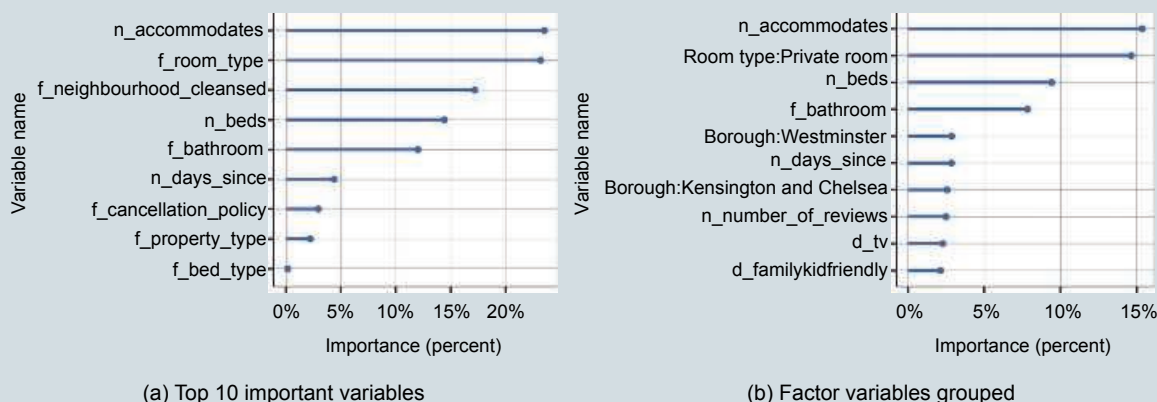 n_accommodates
f_room_type
f_neighbourhood_cleansed
n_beds
f_bathroom
n_days_since
f_cancellation_policy
f_property_type
f_bed_type
Variable name
0% 5% 10% 15% 20%
Importance (percent)
(a) Top 10 important variables
n_accommodates
Room type:Private room
n_beds
f_bathroom
Borough:Westminster
n_days_since
Borough:Kensington and Chelsea
n_number_of_reviews
d_tv
d_familykidfriendly
Variable name
0% 5% 10% 15%
Importance (percent)
(b) Factor variables grouped